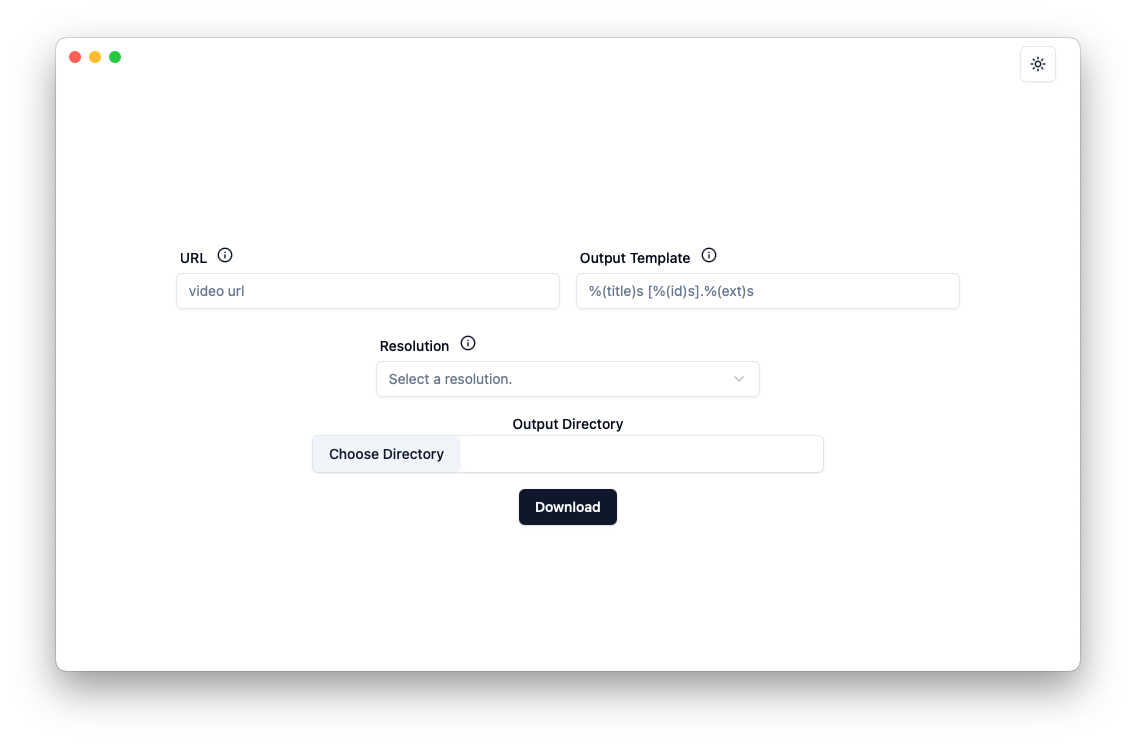 URL
Output Template
video url
%(title)s [%(id)s].%(ext)s
Resolution
Select a resolution.
Output Directory
Choose Directory
Download